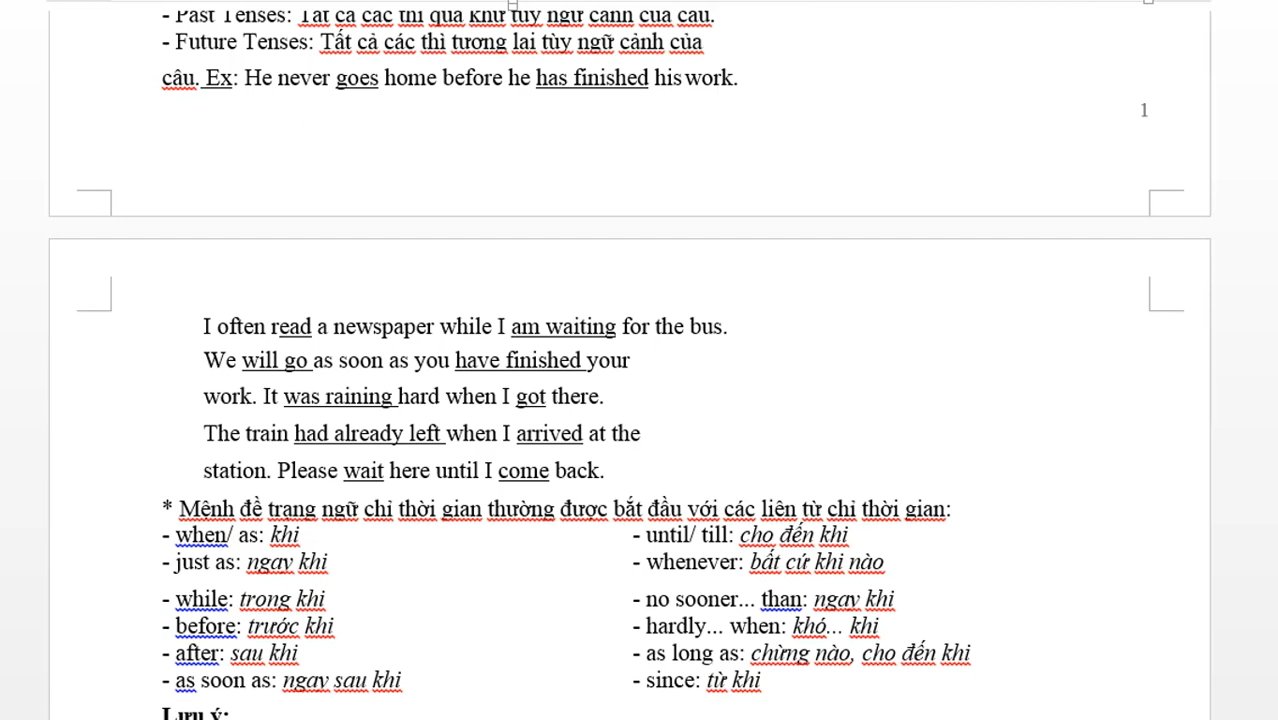 - Past Tenses: Tất cả các thì quá khứ tùy ngữ cảnh của câu.
- Future Tenses: Tất cả các thì tương lai tùy ngữ cảnh của
câu. Ex: He never goes home before he has finished his work.
1
I often read a newspaper while I am waiting for the bus.
We will go as soon as you have finished your
work. It was raining hard when I got there.
The train had already left when I arrived at the
station. Please wait here until I come back.
* Mệnh đề trạng ngữ chỉ thời gian thường được bắt đầu với các liên từ chỉ thời gian:
- when/ as: khi
- until/ till: cho đến khi
- just as: ngay khi
- whenever: bất cứ khi nào
- while: trong khi
- no sooner... than: ngay khi
- before: trước khi
- hardly... when: khó... khi
- after: sau khi
- as long as: chừng nào, cho đến khi
- as soon as: ngay sau khi
- since: từ khi
Lưu ý: